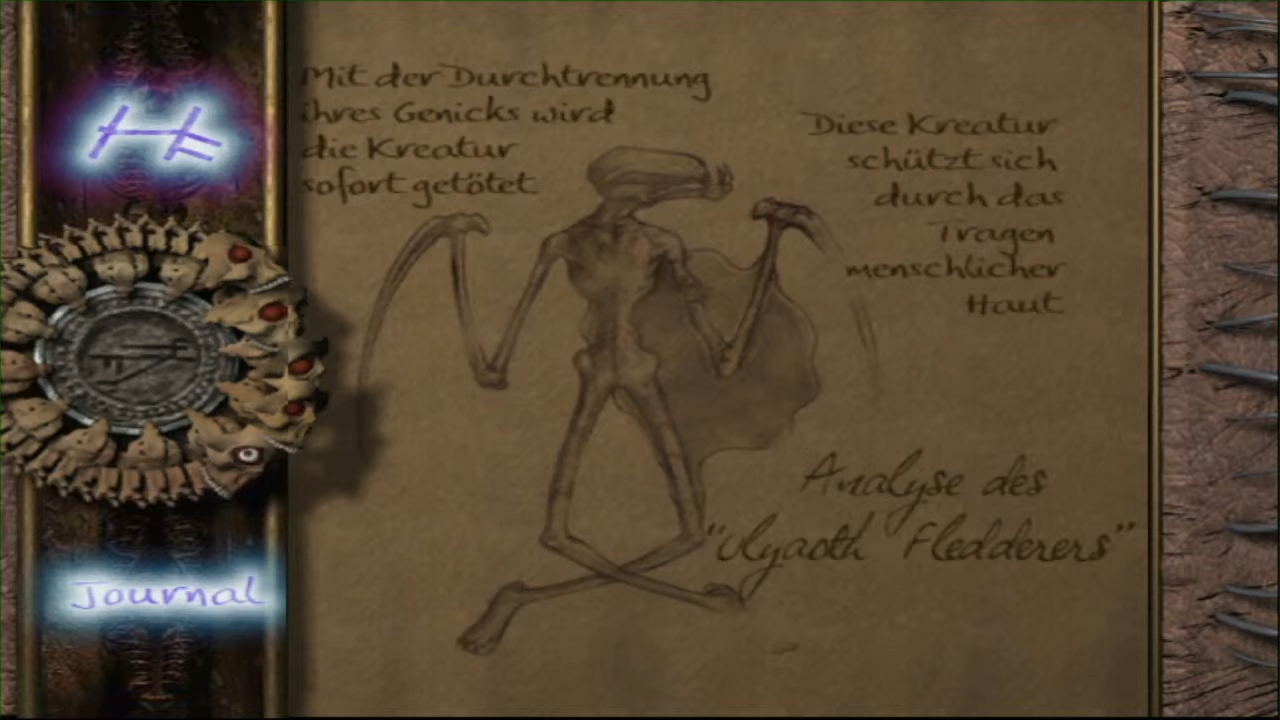 Mit der Durchtrennung
ihres Genicks wird
die Kreatur
sofort getötet
Diese Kreatur
schützt sich
durch das
Tragen
menschlicher
Haut
Analyse des
"Ulyaoth Fledderers"
Journal